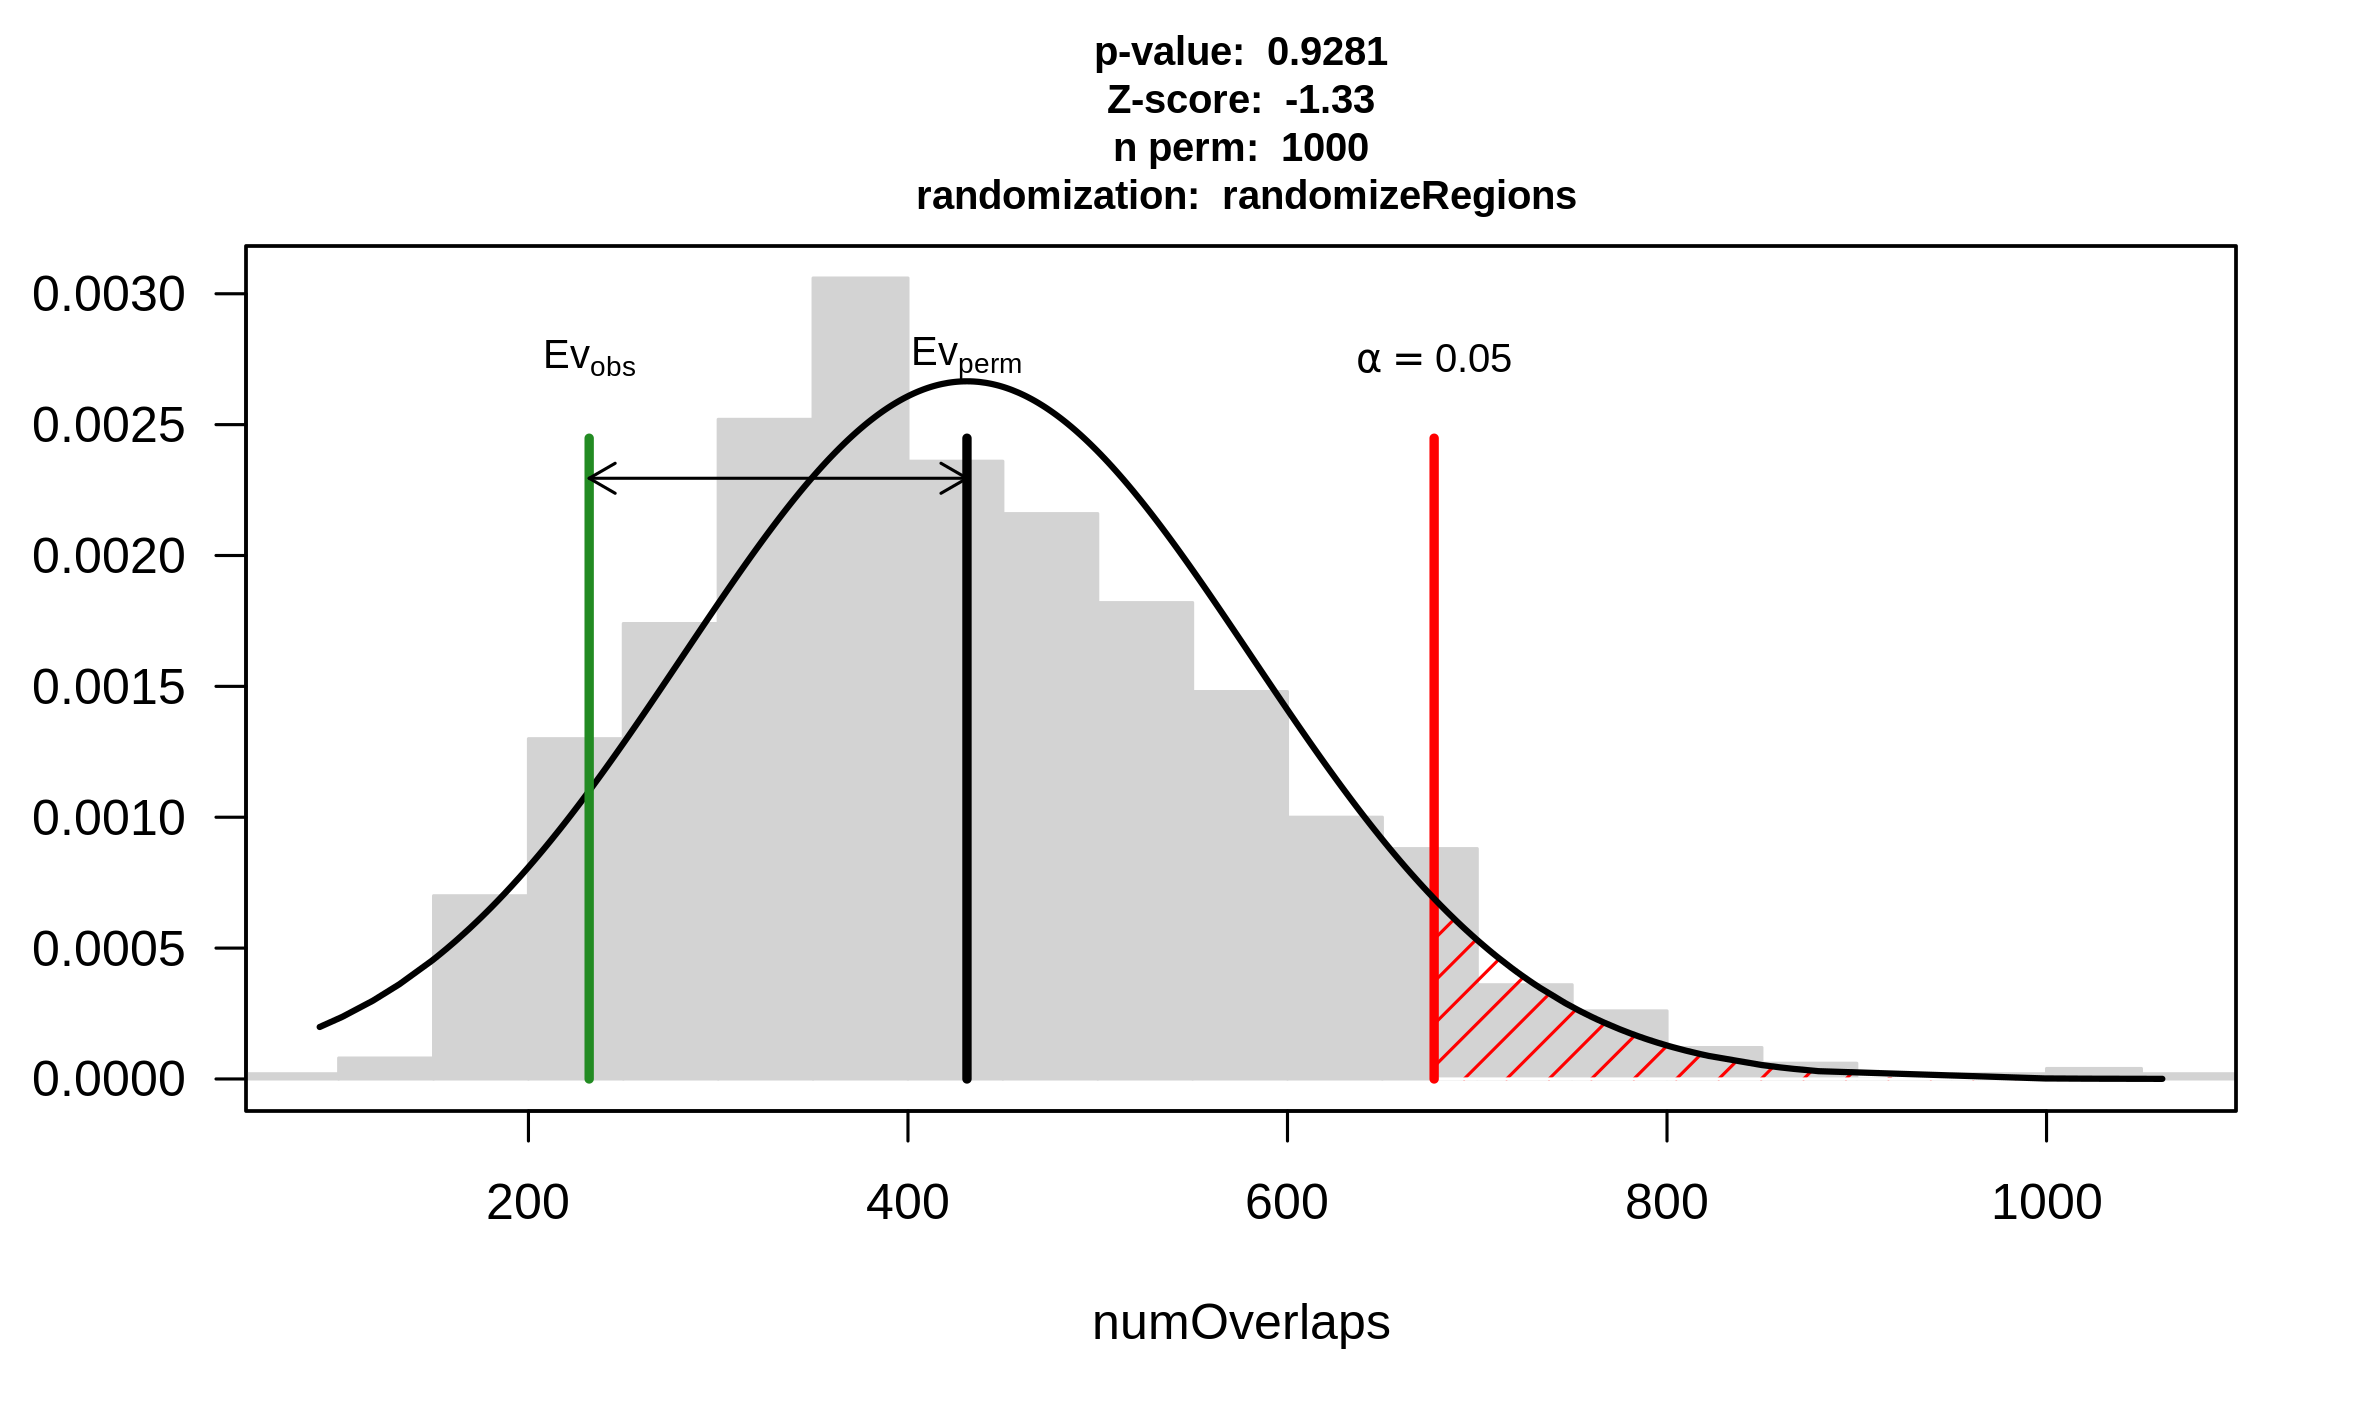 p-value: 0.9281
Z-score: -1.33
n perm: 1000
randomization: randomizeRegions
0.0030
0.0025
0.0020
0.0015
0.0010
0.0005
0.0000
Evobs
Evperm
α = 0.05
200 400 600 800 1000
numOverlaps